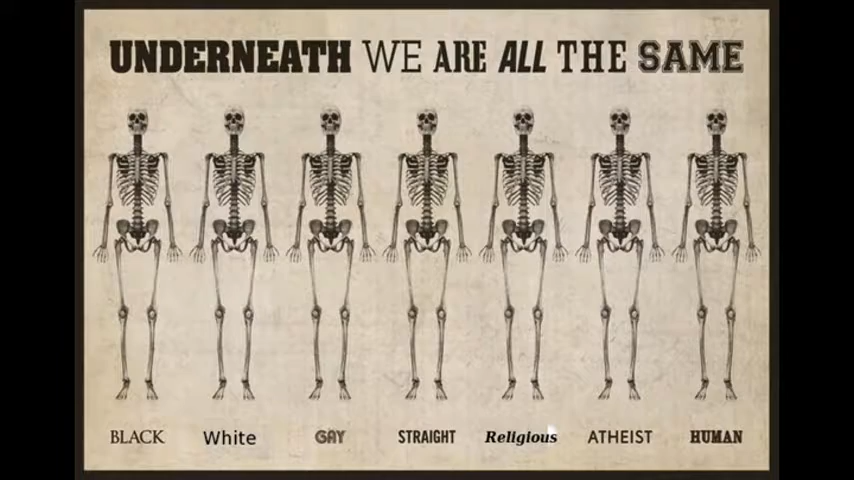 UNDERNEATH WE ARE ALL THE SAME
BLACK White GAY STRAIGHT Religious ATHEIST HUMAN